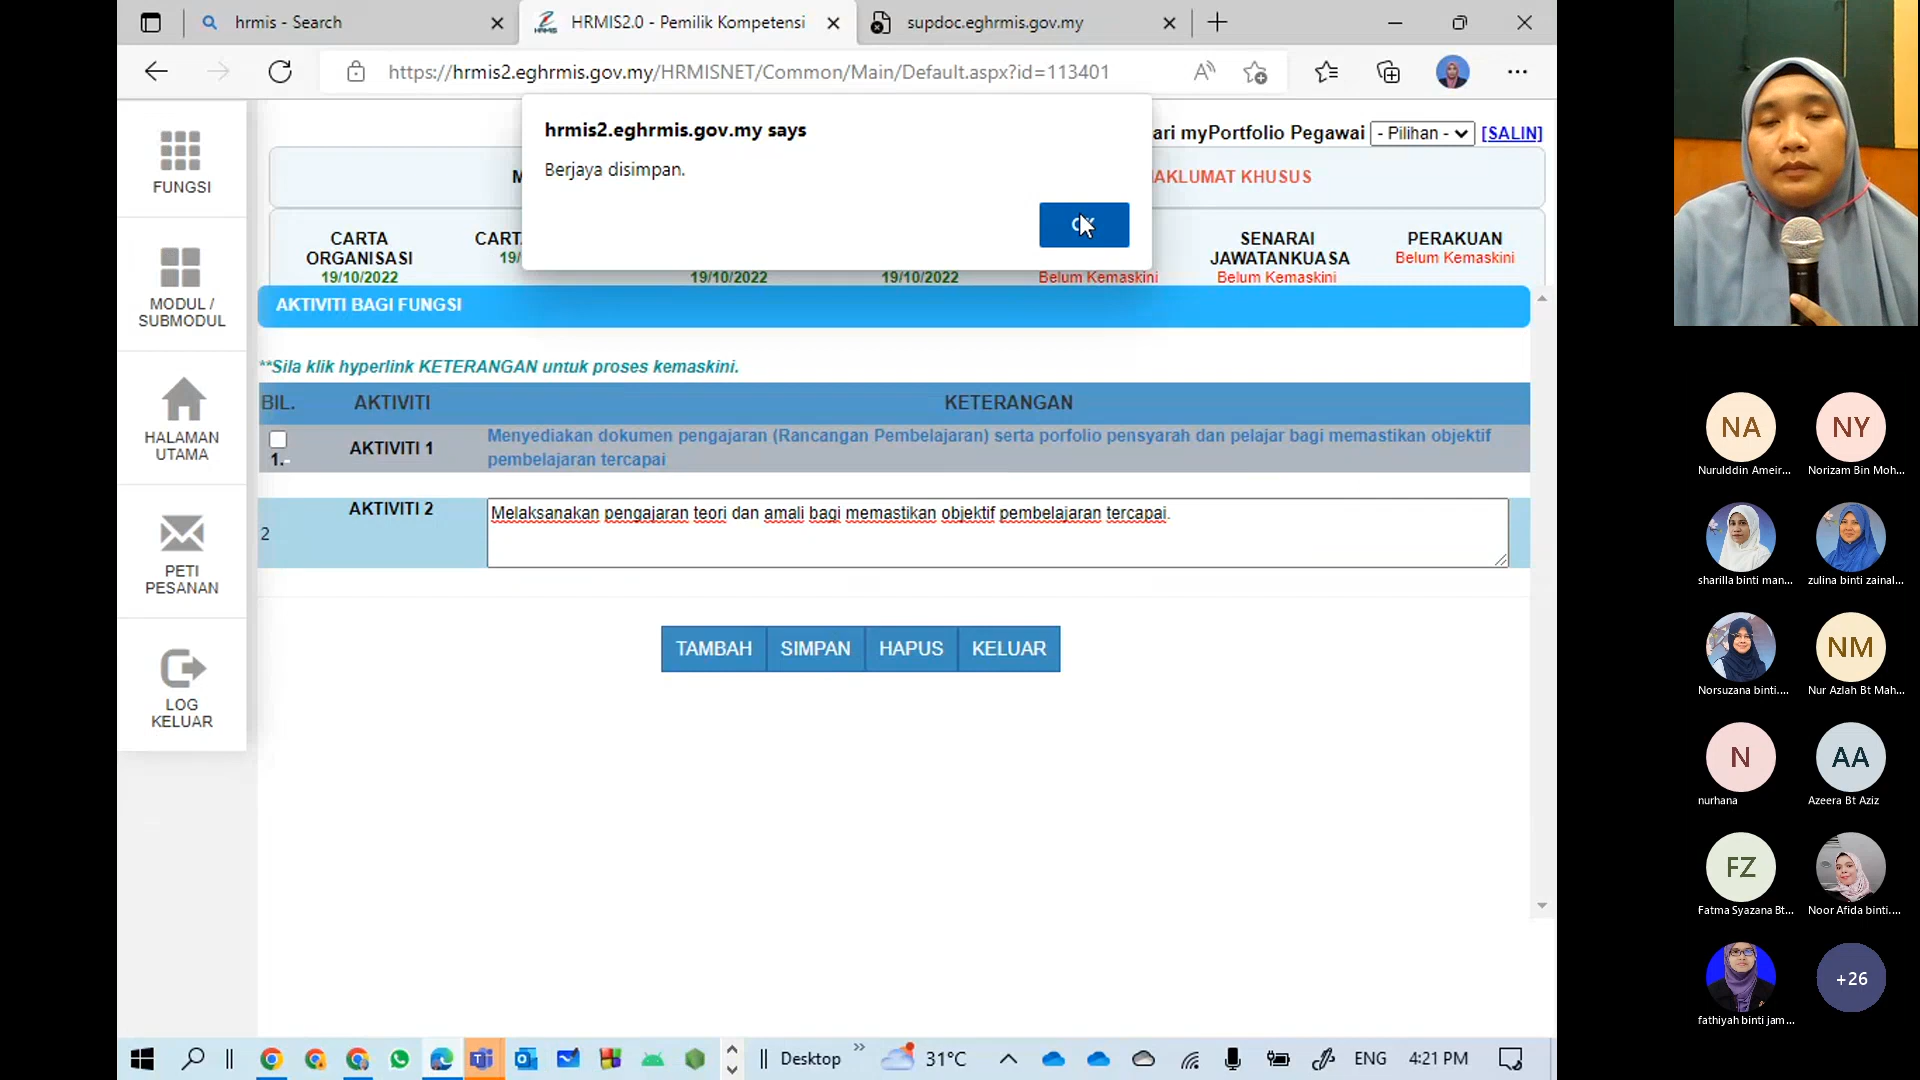 hrmis - Search
HRMIS2.0 - Pemilik Kompetensi
supdoc.eghrmis.gov.my
https://hrmis2.eghrmis.gov.my/HRMISNET/Common/Main/Default.aspx?id=113401
hrmis2.eghrmis.gov.my says
Berjaya disimpan.
ari myPortfolio Pegawai - Pilihan - [SALIN]
AKLUMAT KHUSUS
FUNGSI
MODUL /
SUBMODUL
HALAMAN
UTAMA
PETI
PESANAN
LOG
KELUAR
CARTA
ORGANISASI
19/10/2022
CART
19/
19/10/2022
19/10/2022
Belum Kemaskini
SENARAI
JAWATANKUASA
Belum Kemaskini
PERAKUAN
Belum Kemaskini
AKTIVITI BAGI FUNGSI
**Sila klik hyperlink KETERANGAN untuk proses kemaskini.
BIL. AKTIVITI KETERANGAN
1.- AKTIVITI 1 Menyediakan dokumen pengajaran (Rancangan Pembelajaran) serta porfolio pensyarah dan pelajar bagi memastikan objektif
pembelajaran tercapai
2 AKTIVITI 2 Melaksanakan pengajaran teori dan amali bagi memastikan objektif pembelajaran tercapai.
TAMBAH SIMPAN HAPUS KELUAR
NA NY
Nurulddin Ameir... Norizam Bin Moh...
sharilla binti man... zulina binti zainal...
NM
Norsuzana binti.... Nur Azlah Bt Mah...
N AA
nurhana Azeera Bt Aziz
FZ
Fatma Syazana Bt... Noor Afida binti....
+26
fathiyah binti jam...
Desktop 31°C ENG 4:21 PM